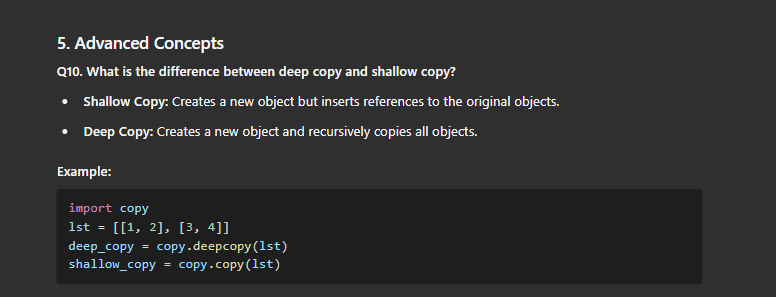 5. Advanced Concepts
Q10. What is the difference between deep copy and shallow copy?
• Shallow Copy: Creates a new object but inserts references to the original objects.
• Deep Copy: Creates a new object and recursively copies all objects.
Example:
import copy
lst = [[1, 2], [3, 4]]
deep_copy = copy.deepcopy(lst)
shallow_copy = copy.copy(lst)